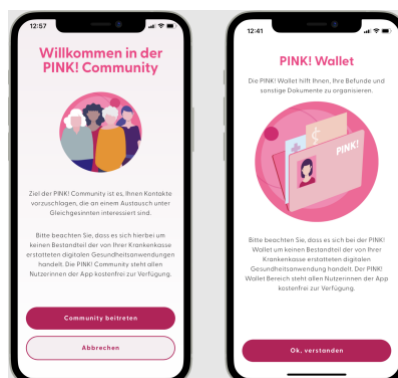 12:57
Willkommen in der
PINK! Community
Ziel der PINK! Community ist es, Ihnen Kontakte
vorzuschlagen, die an einem Austausch unter
Gleichgesinnten interessiert sind.
Bitte beachten Sie, dass es sich hierbei um
keinen Bestandteil der von Ihrer Krankenkasse
erstatteten digitalen Gesundheitsanwendungen
handelt. Die PINK! Community steht allen
Nutzerinnen der App kostenfrei zur Verfügung.
Community beitreten
Abbrechen
12:41
PINK! Wallet
Die PINK! Wallet hilft Ihnen, Ihre Befunde und
sonstige Dokumente zu organisieren.
PINK!
Bitte beachten Sie, dass es sich bei der PINK!
Wallet um keinen Bestandteil der von Ihrer
Krankenkasse erstatteten digitalen
Gesundheitsanwendung handelt. Der PINK!
Wallet Bereich steht allen Nutzerinnen der App
kostenfrei zur Verfügung.
Ok, verstanden